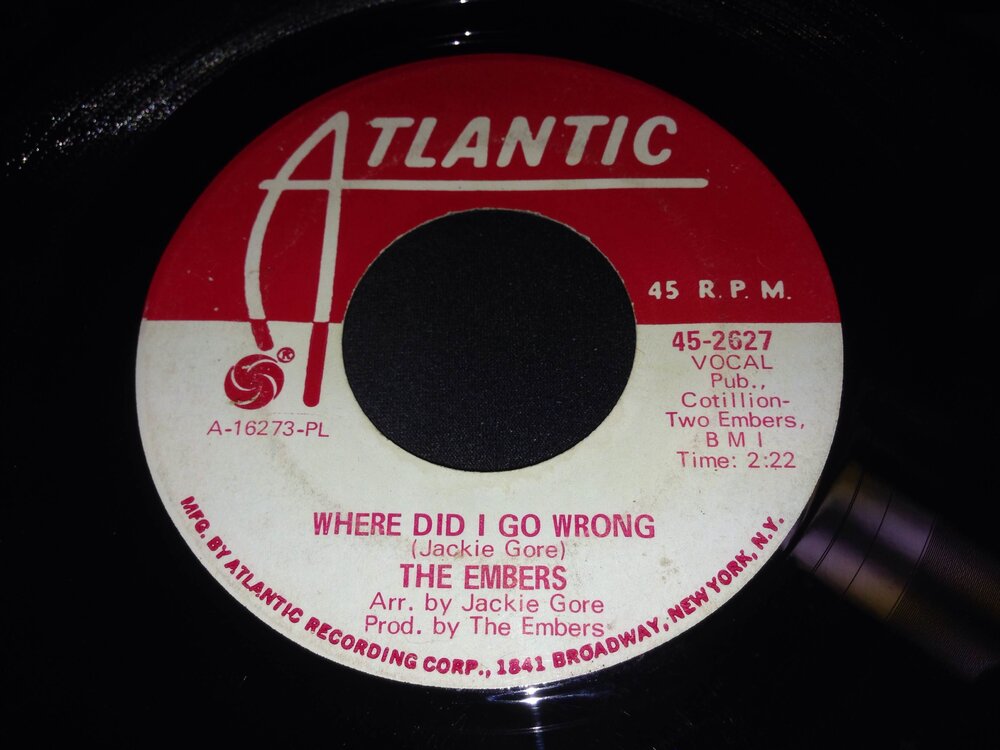 ATLANTIC
45 R.P.M.
45-2627
VOCAL
Pub.,
Cotillion-
Two Embers,
B M I
Time: 2:22
®
A-16273-PL
WHERE DID I GO WRONG
(Jackie Gore)
THE EMBERS
Arr. by Jackie Gore
Prod. by The Embers
MFG. BY ATLANTIC RECORDING CORP., 1841 BROADWAY, NEW YORK, N.Y.